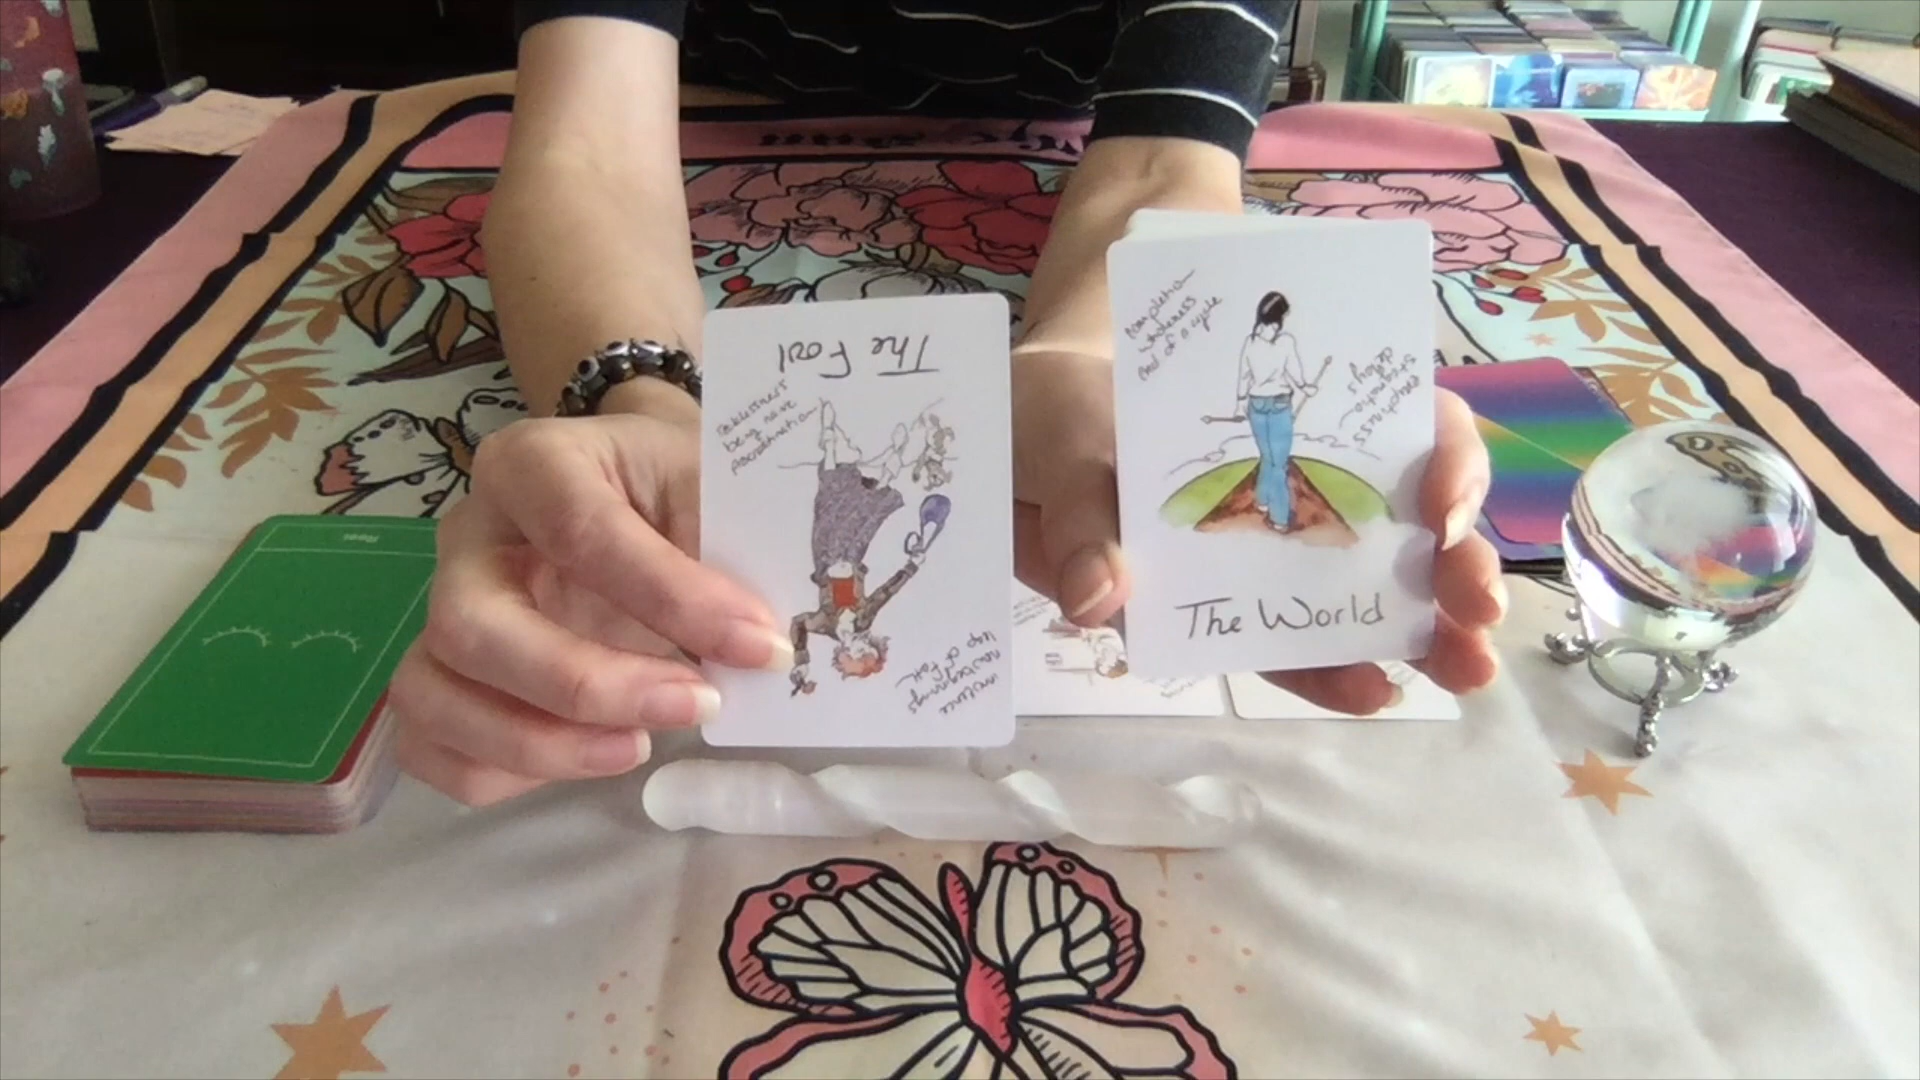 The Fool
recklessness
being naive
procrastination
leap of faith
new beginnings
innocence
completion
wholeness
end of a cycle
emptiness
stagnation
delays
The World